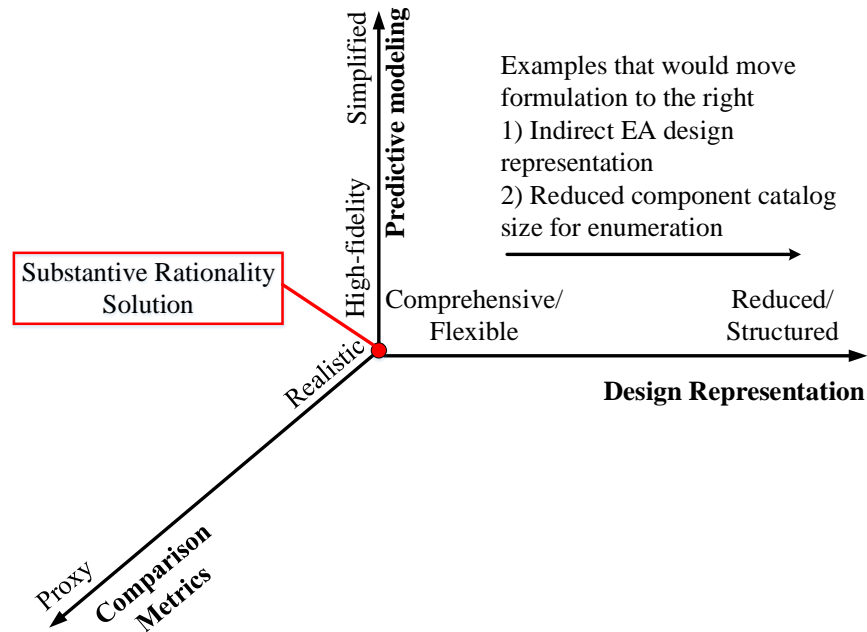 Simplified
Predictive modeling
High-fidelity
Examples that would move
formulation to the right
1) Indirect EA design
representation
2) Reduced component catalog
size for enumeration
Substantive Rationality
Solution
Comprehensive/
Flexible
Reduced/
Structured
Realistic
Design Representation
Proxy
Comparison
Metrics